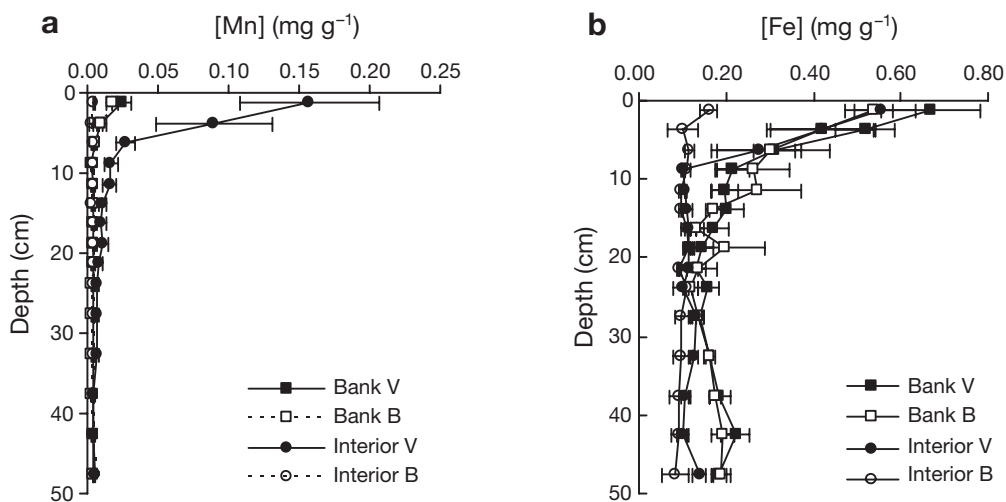 a
[Mn] (mg g⁻¹)
0.00 0.05 0.10 0.15 0.20 0.25
0
10
20
30
40
50
Depth (cm)
Bank V
Bank B
Interior V
Interior B
b
[Fe] (mg g⁻¹)
0.00 0.20 0.40 0.60 0.80
0
10
20
30
40
50
Depth (cm)
Bank V
Bank B
Interior V
Interior B